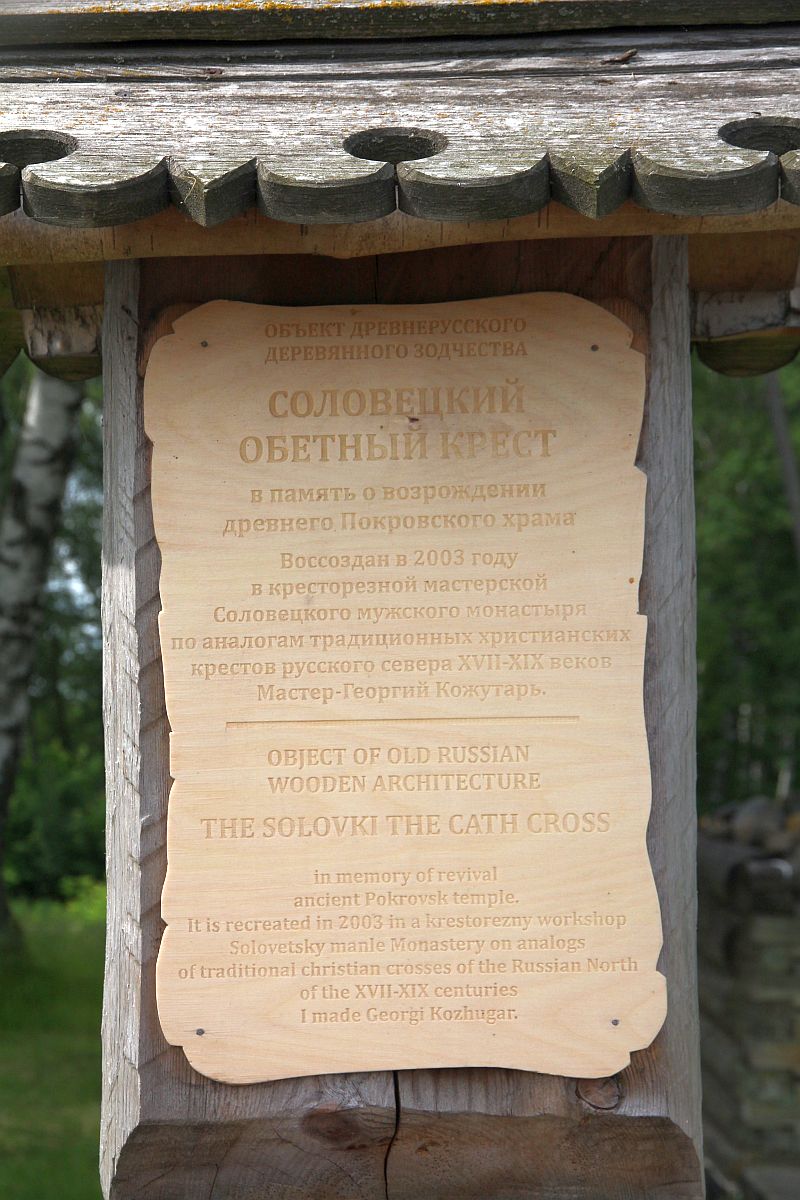 ОБЪЕКТ ДРЕВНЕРУССКОГО
ДЕРЕВЯННОГО ЗОДЧЕСТВА
СОЛОВЕЦКИЙ
ОБЕТНЫЙ КРЕСТ
в память о возрождении
древнего Покровского храма
Воссоздан в 2003 году
в кресторезной мастерской
Соловецкого мужского монастыря
по аналогам традиционных христианских
крестов русского севера XVII-XIX веков
Мастер-Георгий Кожутарь.
OBJECT OF OLD RUSSIAN
WOODEN ARCHITECTURE
THE SOLOVKI THE CATH CROSS
in memory of revival
ancient Pokrovsk temple.
It is recreated in 2003 in a krestorezny workshop
Solovetsky manle Monastery on analogs
of traditional christian crosses of the Russian North
of the XVII-XIX centuries
I made Georgi Kozhugar.